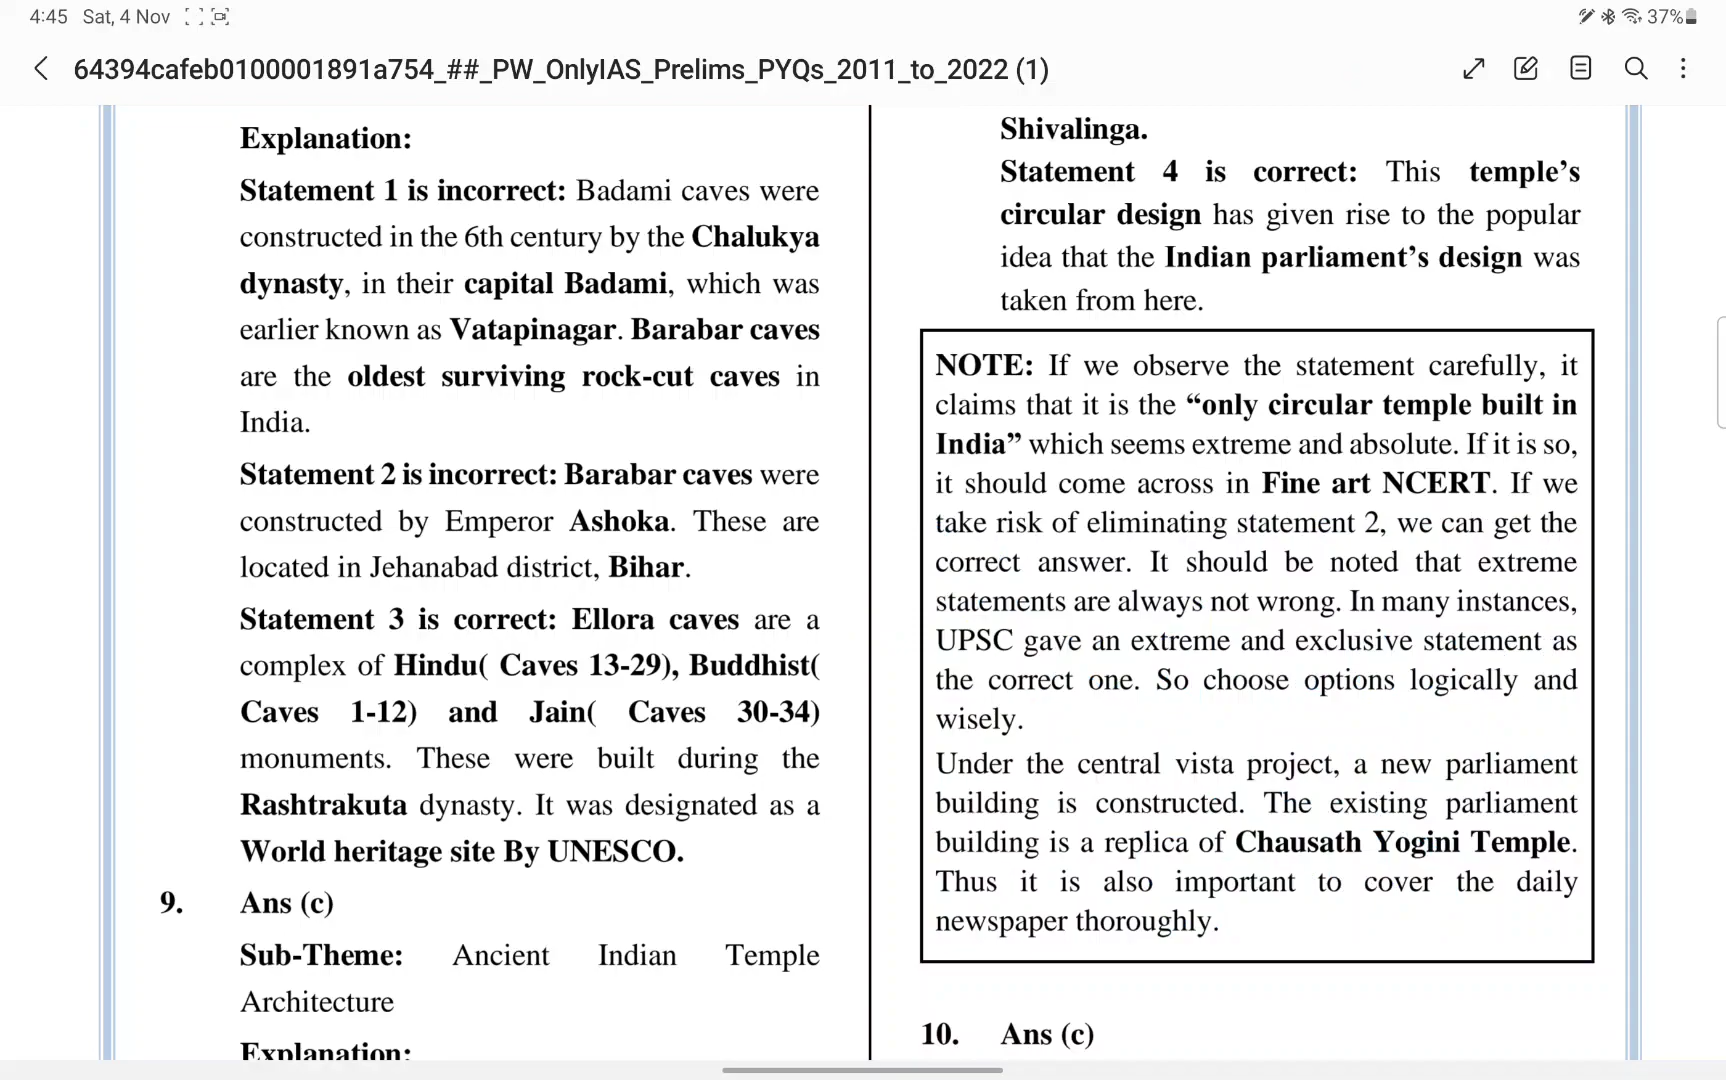 4:45 Sat, 4 Nov
37%
64394cafeb0100001891a754_##_PW_OnlyIAS_Prelims_PYQs_2011_to_2022 (1)
Explanation:
Statement 1 is incorrect: Badami caves were
constructed in the 6th century by the Chalukya
dynasty, in their capital Badami, which was
earlier known as Vatapinagar. Barabar caves
are the oldest surviving rock-cut caves in
India.
Statement 2 is incorrect: Barabar caves were
constructed by Emperor Ashoka. These are
located in Jehanabad district, Bihar.
Statement 3 is correct: Ellora caves are a
complex of Hindu( Caves 13-29), Buddhist(
Caves 1-12) and Jain( Caves 30-34)
monuments. These were built during the
Rashtrakuta dynasty. It was designated as a
World heritage site By UNESCO.
9. Ans (c)
Sub-Theme: Ancient Indian Temple
Architecture
Explanation:
Shivalinga.
Statement 4 is correct: This temple’s
circular design has given rise to the popular
idea that the Indian parliament’s design was
taken from here.
NOTE: If we observe the statement carefully, it
claims that it is the “only circular temple built in
India” which seems extreme and absolute. If it is so,
it should come across in Fine art NCERT. If we
take risk of eliminating statement 2, we can get the
correct answer. It should be noted that extreme
statements are always not wrong. In many instances,
UPSC gave an extreme and exclusive statement as
the correct one. So choose options logically and
wisely.
Under the central vista project, a new parliament
building is constructed. The existing parliament
building is a replica of Chausath Yogini Temple.
Thus it is also important to cover the daily
newspaper thoroughly.
10. Ans (c)